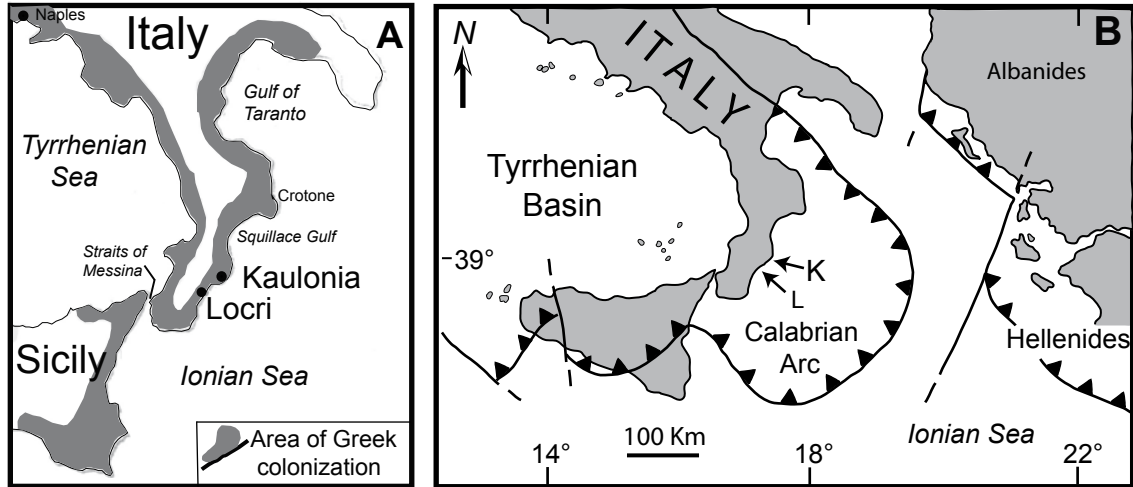 A
Naples
Italy
Gulf of
Taranto
Tyrrhenian
Sea
Crotone
Squillace Gulf
Straits of
Messina
Kaulonia
Locri
Sicily
Ionian Sea
Area of Greek
colonization
B
N
ITALY
Albanides
Tyrrhenian
Basin
39°
K
L
Calabrian
Arc
Hellenides
100 Km
Ionian Sea
14°
18°
22°